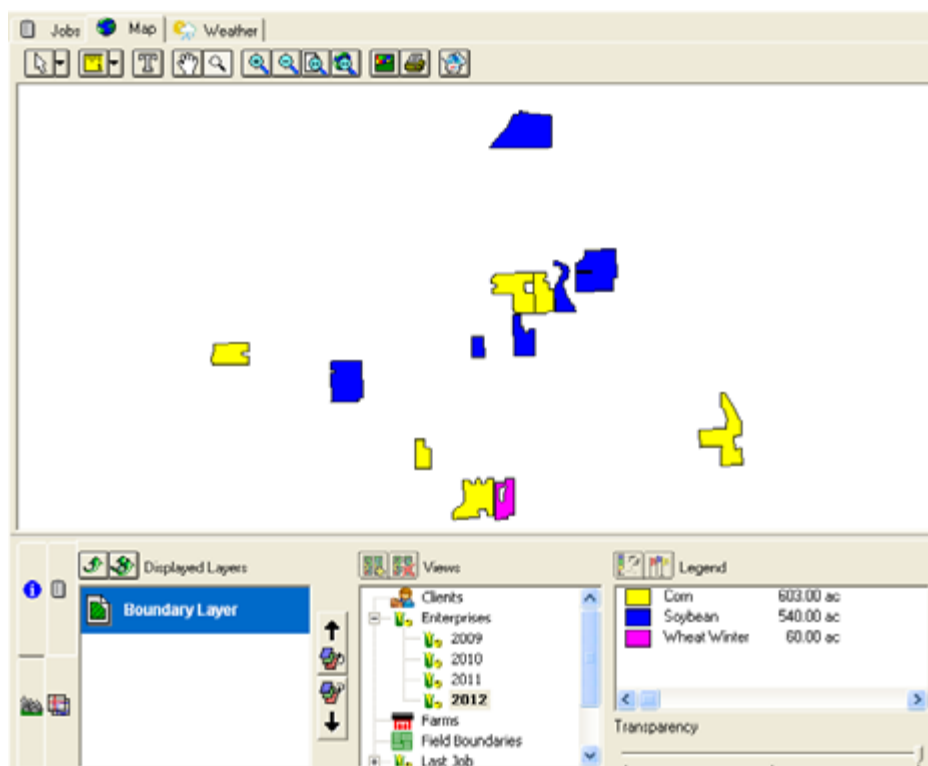 Jobs Map Weather
T
Displayed Layers
Boundary Layer
Views
Clients
Enterprises
2009
2010
2011
2012
Farms
Field Boundaries
Last Job
Legend
Corn 603.00 ac
Soybean 540.00 ac
Wheat Winter 60.00 ac
Transparency